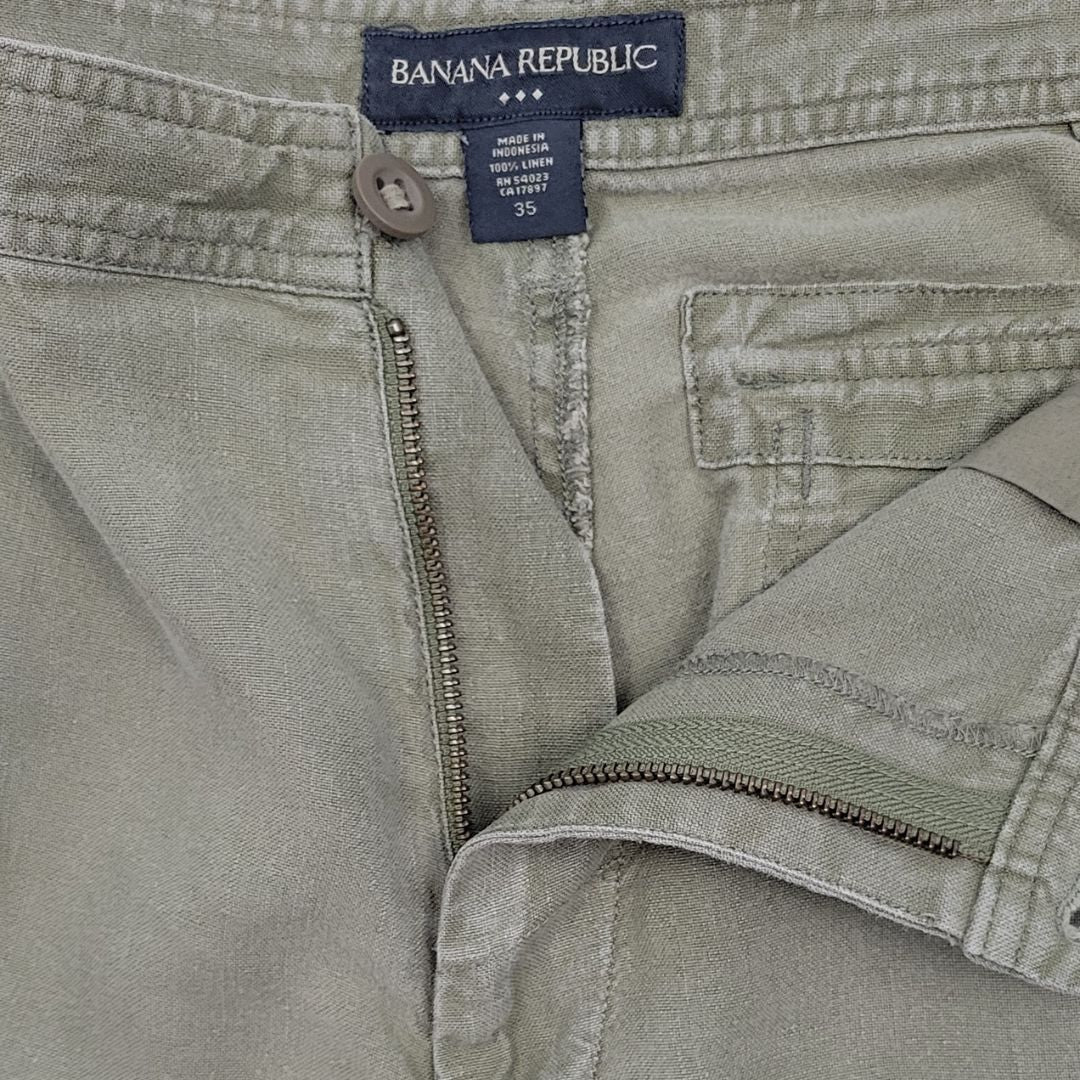 BANANA REPUBLIC
MADE IN
INDONESIA
100% LINEN
RN 54023
CA17897
35